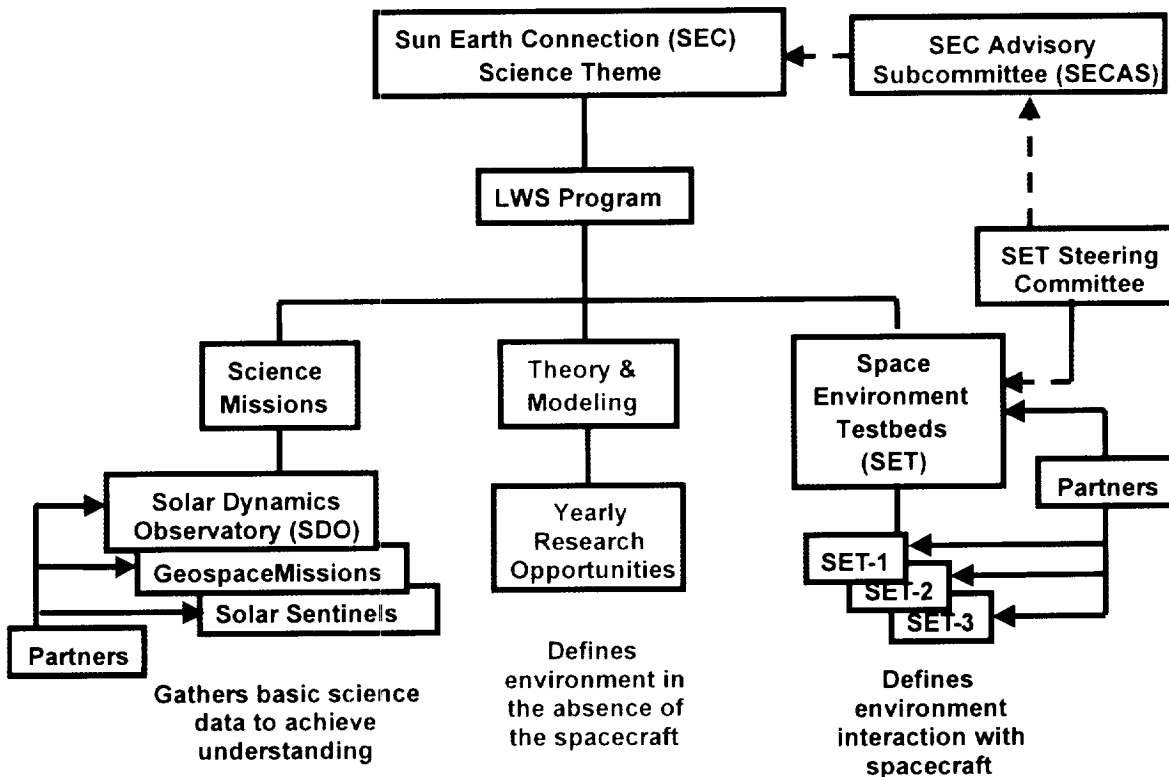 Sun Earth Connection (SEC)
Science Theme
SEC Advisory
Subcommittee (SECAS)
LWS Program
SET Steering
Committee
Science
Missions
Theory &
Modeling
Space
Environment
Testbeds
(SET)
Partners
Solar Dynamics
Observatory (SDO)
GeospaceMissions
Solar Sentinels
Partners
Yearly
Research
Opportunities
SET-1
SET-2
SET-3
Gathers basic science
data to achieve
understanding
Defines
environment in
the absence of
the spacecraft
Defines
environment
interaction with
spacecraft